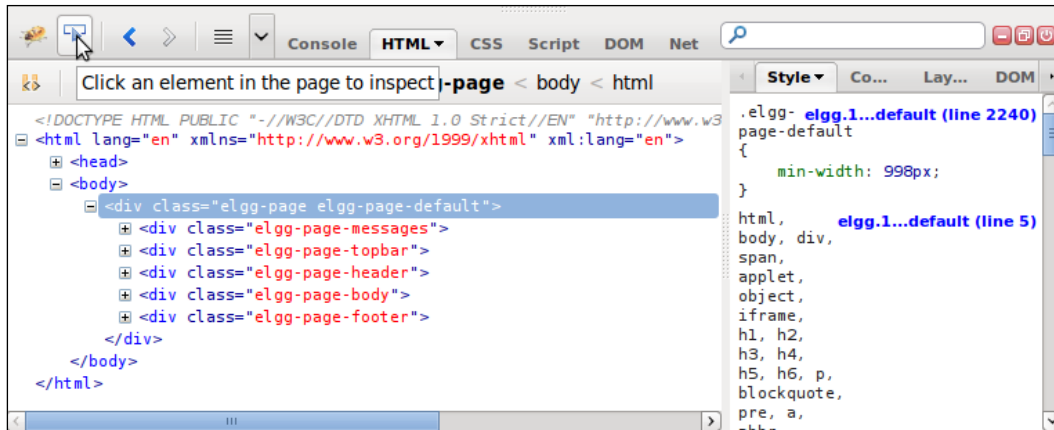 Console HTML CSS Script DOM Net
Click an element in the page to inspect g-page < body < html
<!DOCTYPE HTML PUBLIC "-//W3C//DTD XHTML 1.0 Strict//EN" "http://www.w3
<html lang="en" xmlns="http://www.w3.org/1999/xhtml" xml:lang="en">
<head>
<body>
<div class="elgg-page elgg-page-default">
<div class="elgg-page-messages">
<div class="elgg-page-topbar">
<div class="elgg-page-header">
<div class="elgg-page-body">
<div class="elgg-page-footer">
</div>
</body>
</html>
Style Co... Lay... DOM
.elgg- elgg.1...default (line 2240)
page-default
{
min-width: 998px;
}
html, elgg.1...default (line 5)
body, div,
span,
applet,
object,
iframe,
h1, h2,
h3, h4,
h5, h6, p,
blockquote,
pre, a,